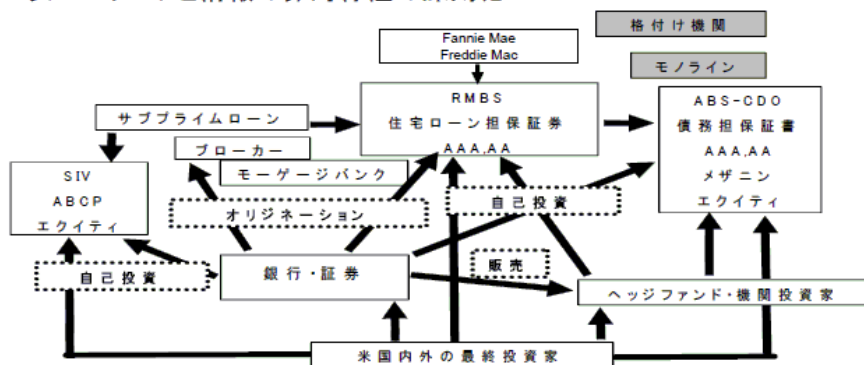 格付け機関
Fannie Mae
Freddie Mac
モノライン
RMBS
住宅ローン担保証券
AAA,AA
ABS-CDO
債務担保証書
AAA,AA
メザニン
エクイティ
サブプライムローン
ブローカー
モーゲージバンク
SIV
ABCP
エクイティ
オリジネーション
自己投資
自己投資
銀行・証券
販売
ヘッジファンド・機関投資家
米国内外の最終投資家